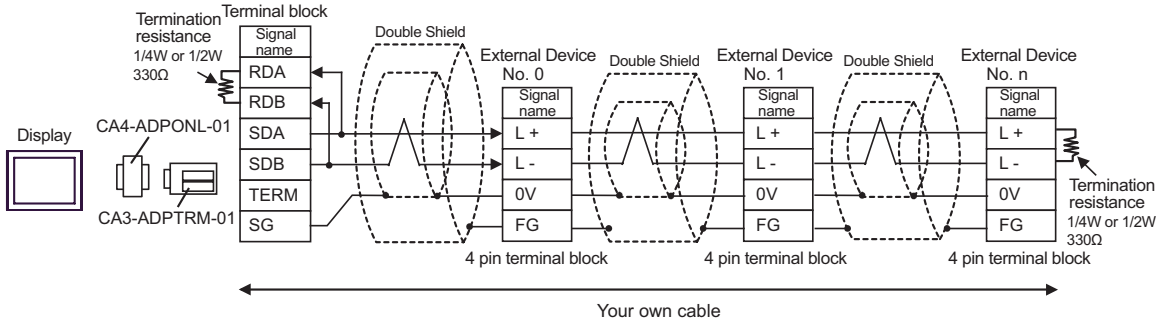 Display
CA4-ADPONL-01
CA3-ADPTRM-01
Termination
resistance
1/4W or 1/2W
330Ω
Terminal block
Signal
name
RDA
RDB
SDA
SDB
TERM
SG
Double Shield
External Device
No. 0
Signal
name
L +
L -
0V
FG
4 pin terminal block
Double Shield
External Device
No. 1
Signal
name
L +
L -
0V
FG
4 pin terminal block
Double Shield
External Device
No. n
Signal
name
L +
L -
0V
FG
4 pin terminal block
Termination
resistance
1/4W or 1/2W
330Ω
Your own cable